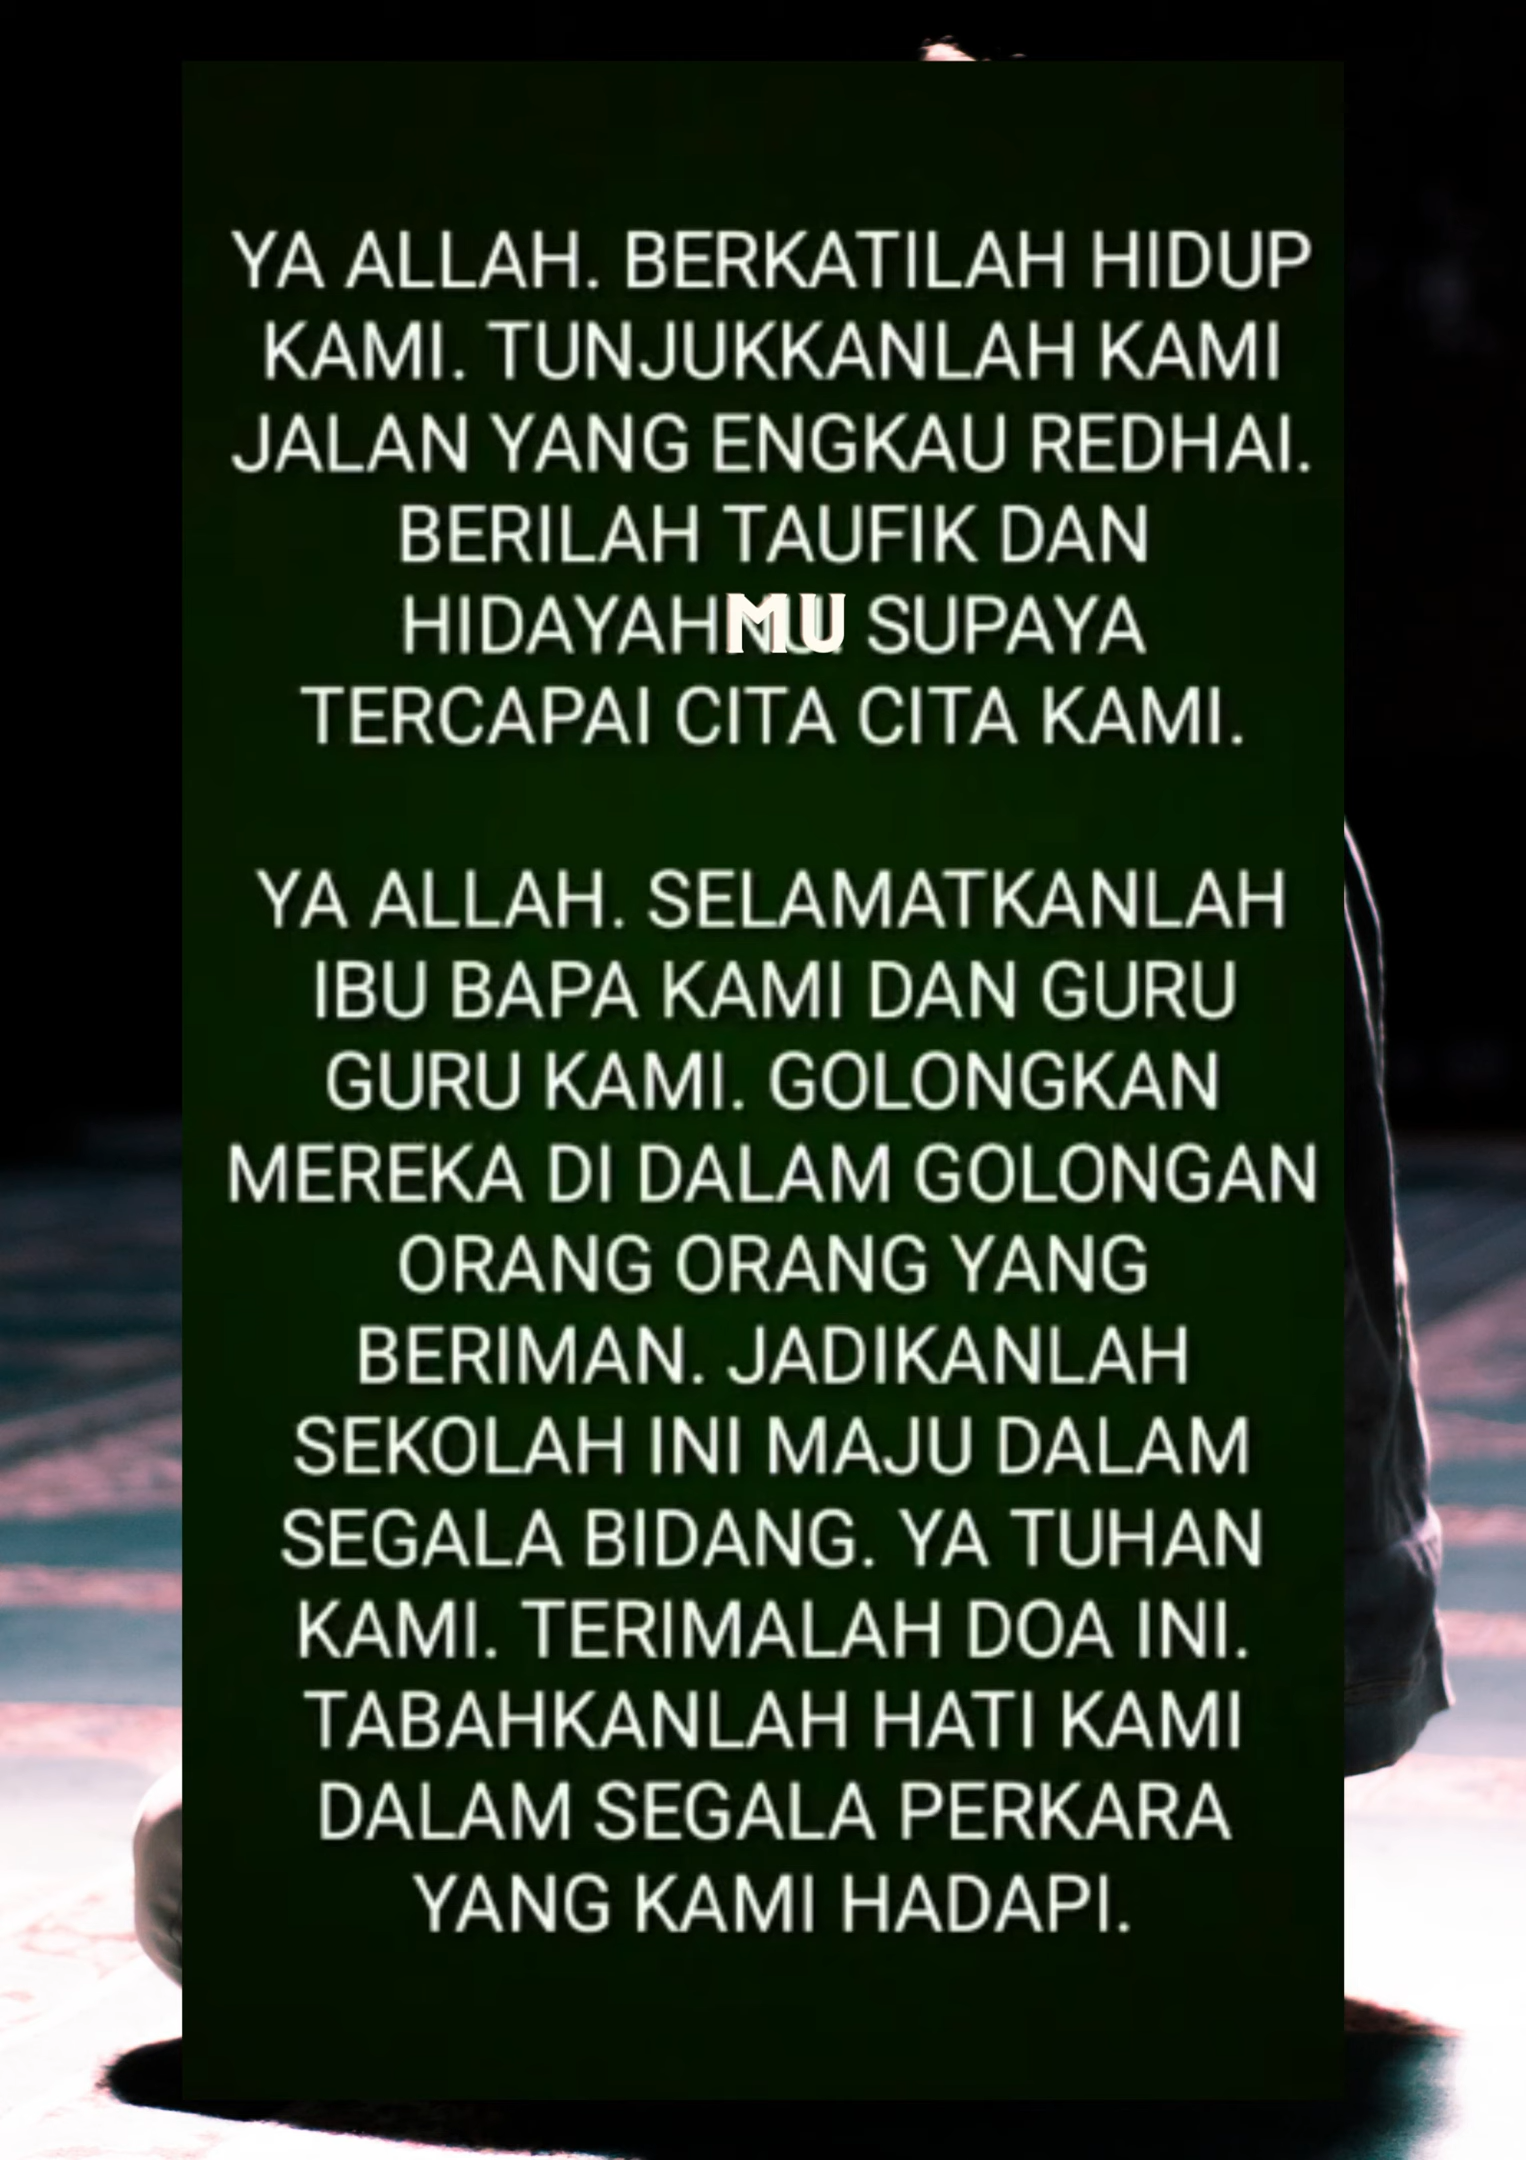 YA ALLAH. BERKATILAH HIDUP
KAMI. TUNJUKKANLAH KAMI
JALAN YANG ENGKAU REDHAI.
BERILAH TAUFIK DAN
HIDAYAHMU SUPAYA
TERCAPAI CITA CITA KAMI.
YA ALLAH. SELAMATKANLAH
IBU BAPA KAMI DAN GURU
GURU KAMI. GOLONGKAN
MEREKA DI DALAM GOLONGAN
ORANG ORANG YANG
BERIMAN. JADIKANLAH
SEKOLAH INI MAJU DALAM
SEGALA BIDANG. YA TUHAN
KAMI. TERIMALAH DOA INI.
TABAHKANLAH HATI KAMI
DALAM SEGALA PERKARA
YANG KAMI HADAPI.